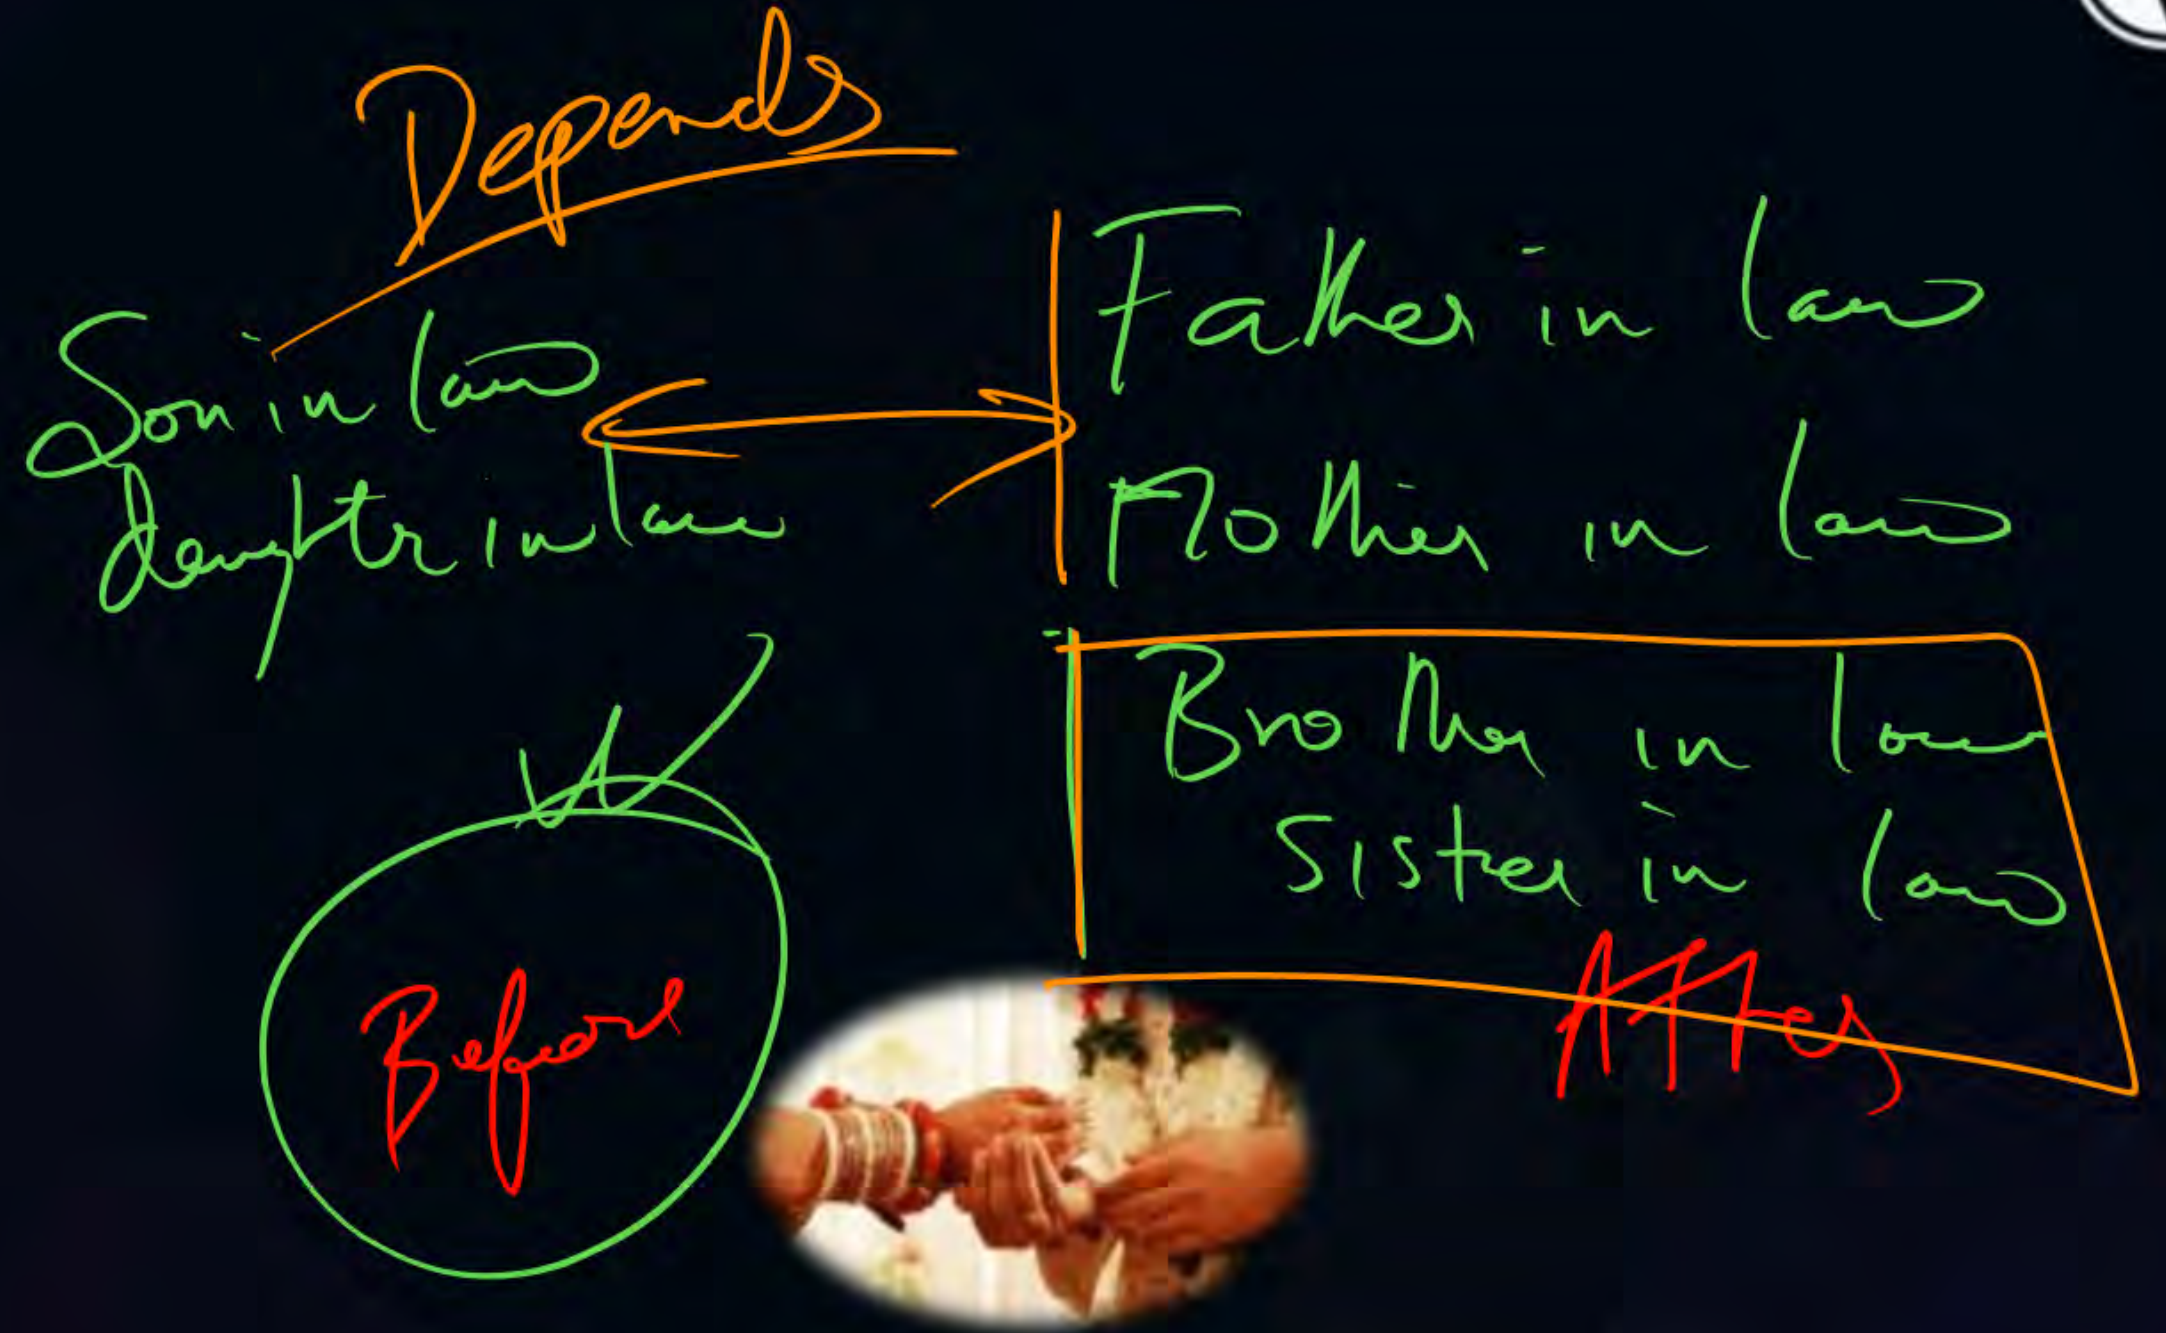 Depends
Son in law
daughtr in law
Father in law
Mother in law
Brother in law
Sister in law
Before
After